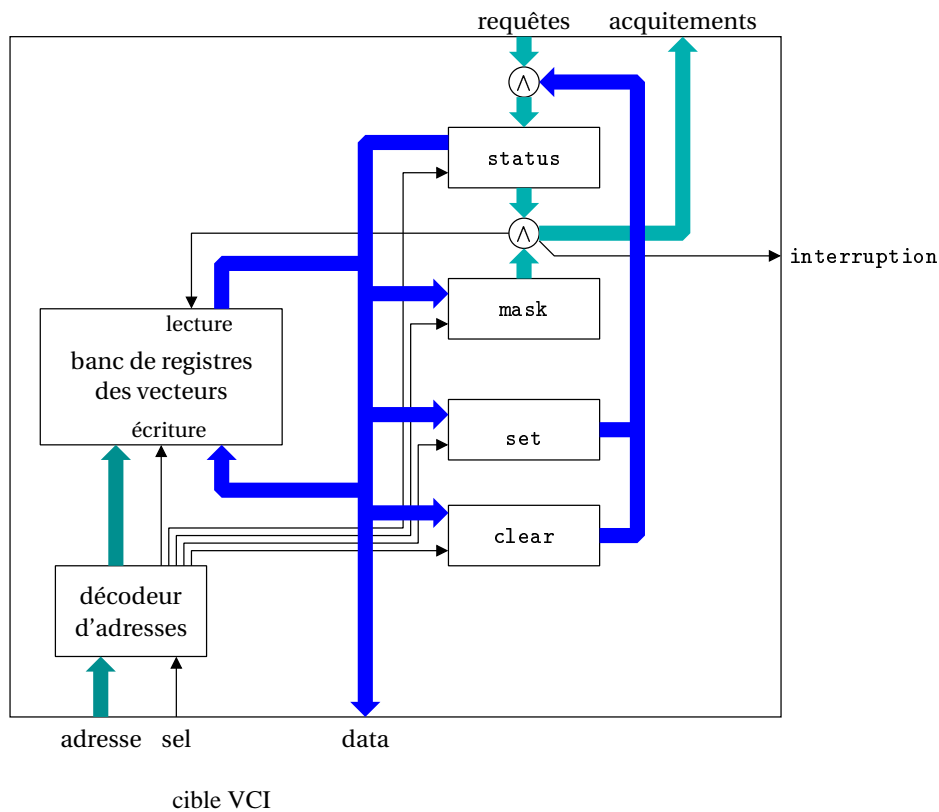 requêtes acquitements
∧
status
∧
interruption
mask
lecture
banc de registres
des vecteurs
écriture
set
clear
décodeur
d'adresses
adresse sel data
cible VCI